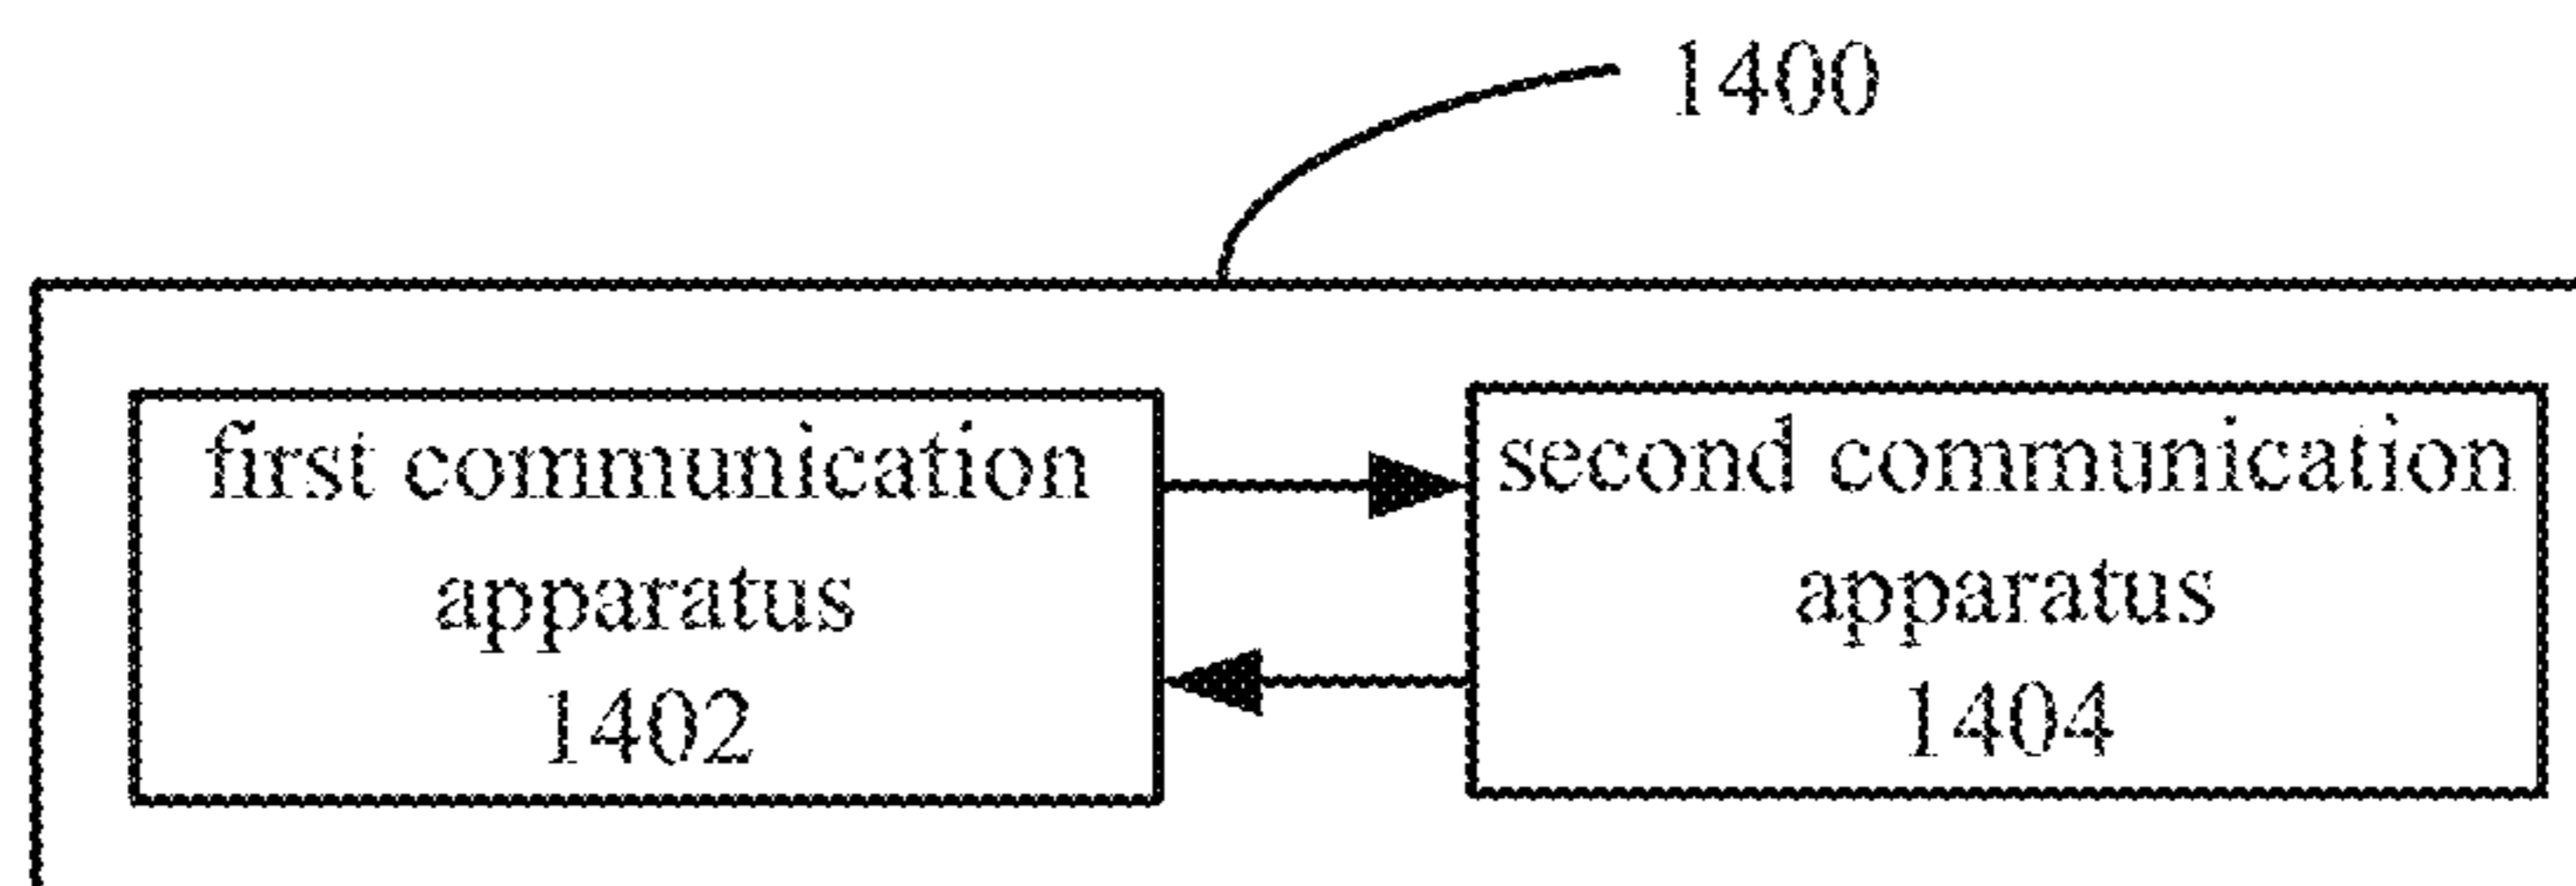 1400
first communication
apparatus
1402
second communication
apparatus
1404